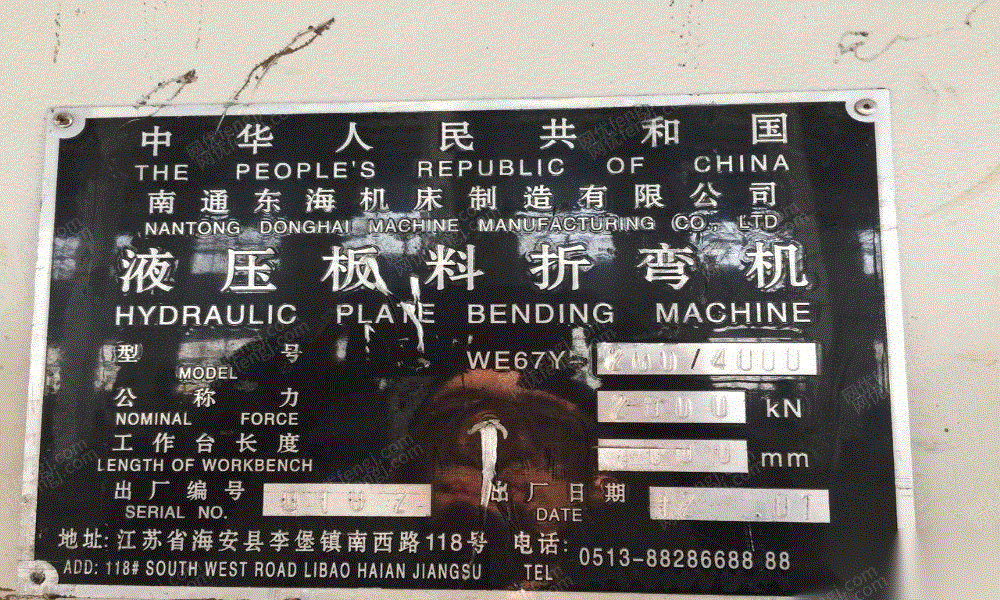 中华人民共和国
THE PEOPLE'S REPUBLIC OF CHINA
南通东海机床制造有限公司
NANTONG DONGHAI MACHINE MANUFACTURING CO., LTD
液压板料折弯机
HYDRAULIC PLATE BENDING MACHINE
型号 WE67Y- 200/4000
MODEL
公称力 2000 kN
NOMINAL FORCE
工作台长度 mm
LENGTH OF WORKBENCH
出厂编号 出厂日期 12.01
SERIAL NO. DATE
地址: 江苏省海安县李堡镇南西路118号 电话: 0513-88286688 88
ADD: 118# SOUTH WEST ROAD LIBAO HAIAN JIANGSU TEL